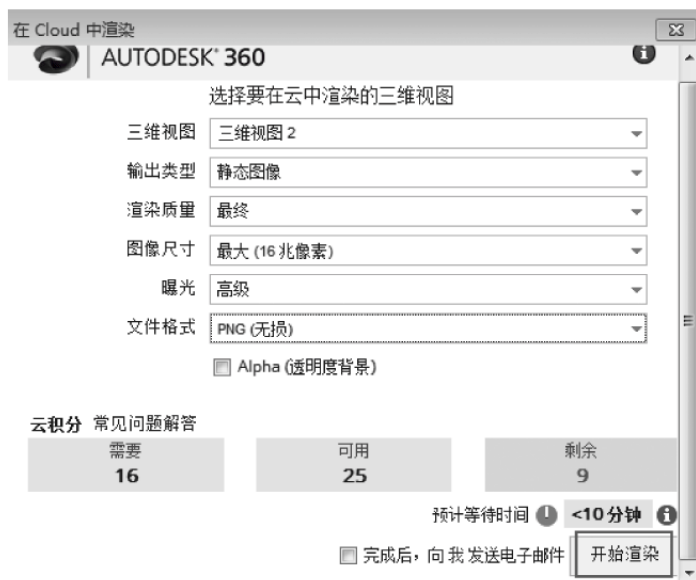 在 Cloud 中渲染
AUTODESK® 360
选择要在云中渲染的三维视图
三维视图 三维视图 2
输出类型 静态图像
渲染质量 最终
图像尺寸 最大 (16 兆像素)
曝光 高级
文件格式 PNG (无损)
Alpha (透明度背景)
云积分 常见问题解答
需要 可用 剩余
16 25 9
预计等待时间 <10 分钟
完成后，向 我 发送电子邮件 开始渲染